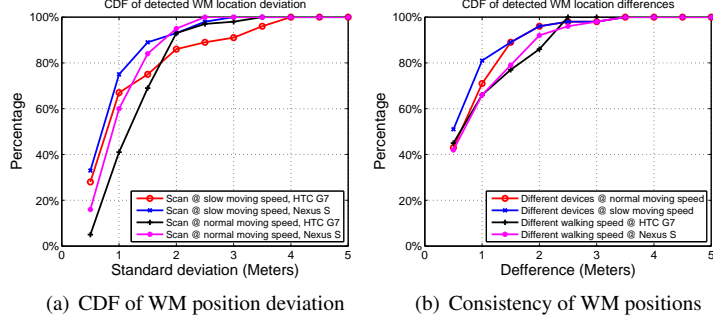 CDF of detected WM location deviation
100%
80%
60%
40%
20%
0%
Percentage
Scan @ slow moving speed, HTC G7
Scan @ slow moving speed, Nexus S
Scan @ normal moving speed, HTC G7
Scan @ normal moving speed, Nexus S
0 1 2 3 4 5
Standard deviation (Meters)
(a) CDF of WM position deviation
CDF of detected WM location differences
100%
80%
60%
40%
20%
0%
Percentage
Different devices @ normal moving speed
Different devices @ slow moving speed
Different walking speed @ HTC G7
Different walking speed @ Nexus S
0 1 2 3 4 5
Defference (Meters)
(b) Consistency of WM positions